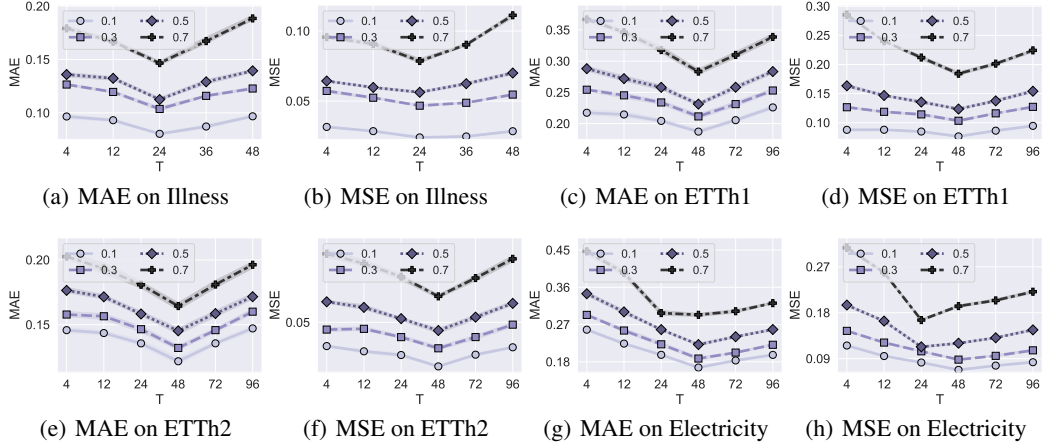 0.20
0.15
0.10
MAE
0.1
0.3
0.5
0.7
4 12 24 36 48
T
(a) MAE on Illness
0.10
0.05
MSE
0.1
0.3
0.5
0.7
4 12 24 36 48
T
(b) MSE on Illness
0.35
0.30
0.25
0.20
MAE
0.1
0.3
0.5
0.7
4 12 24 48 72 96
T
(c) MAE on ETTh1
0.30
0.25
0.20
0.15
0.10
MSE
0.1
0.3
0.5
0.7
4 12 24 48 72 96
T
(d) MSE on ETTh1
0.20
0.15
MAE
0.1
0.3
0.5
0.7
4 12 24 48 72 96
T
(e) MAE on ETTh2
0.05
MSE
0.1
0.3
0.5
0.7
4 12 24 48 72 96
T
(f) MSE on ETTh2
0.45
0.36
0.27
0.18
MAE
0.1
0.3
0.5
0.7
4 12 24 48 72 96
T
(g) MAE on Electricity
0.27
0.18
0.09
MSE
0.1
0.3
0.5
0.7
4 12 24 48 72 96
T
(h) MSE on Electricity